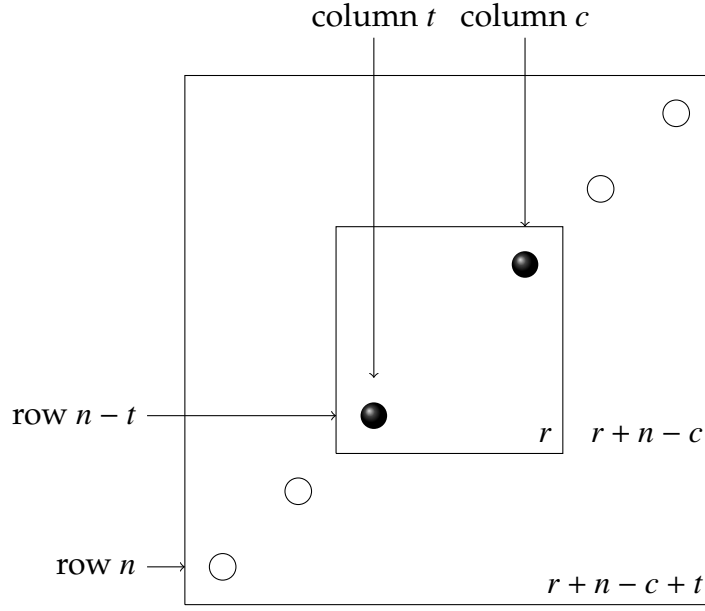 column t column c
row n − t
r
r + n − c
row n
r + n − c + t